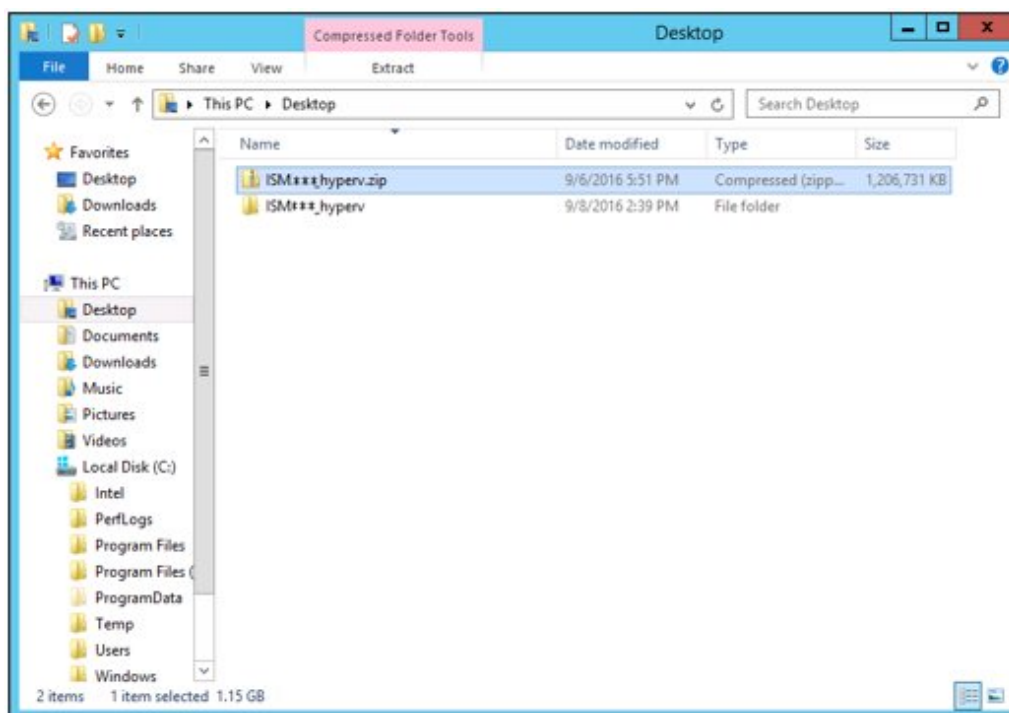 Compressed Folder Tools
Desktop
File Home Share View Extract
This PC Desktop
Search Desktop
Favorites
Desktop
Downloads
Recent places
This PC
Desktop
Documents
Downloads
Music
Pictures
Videos
Local Disk (C:)
Intel
PerfLogs
Program Files
Program Files (
ProgramData
Temp
Users
Windows
Name Date modified Type Size
ISM***_hyperv.zip 9/6/2016 5:51 PM Compressed (zipp... 1,206,731 KB
ISM***_hyperv 9/8/2016 2:39 PM File folder
2 items 1 item selected 1.15 GB